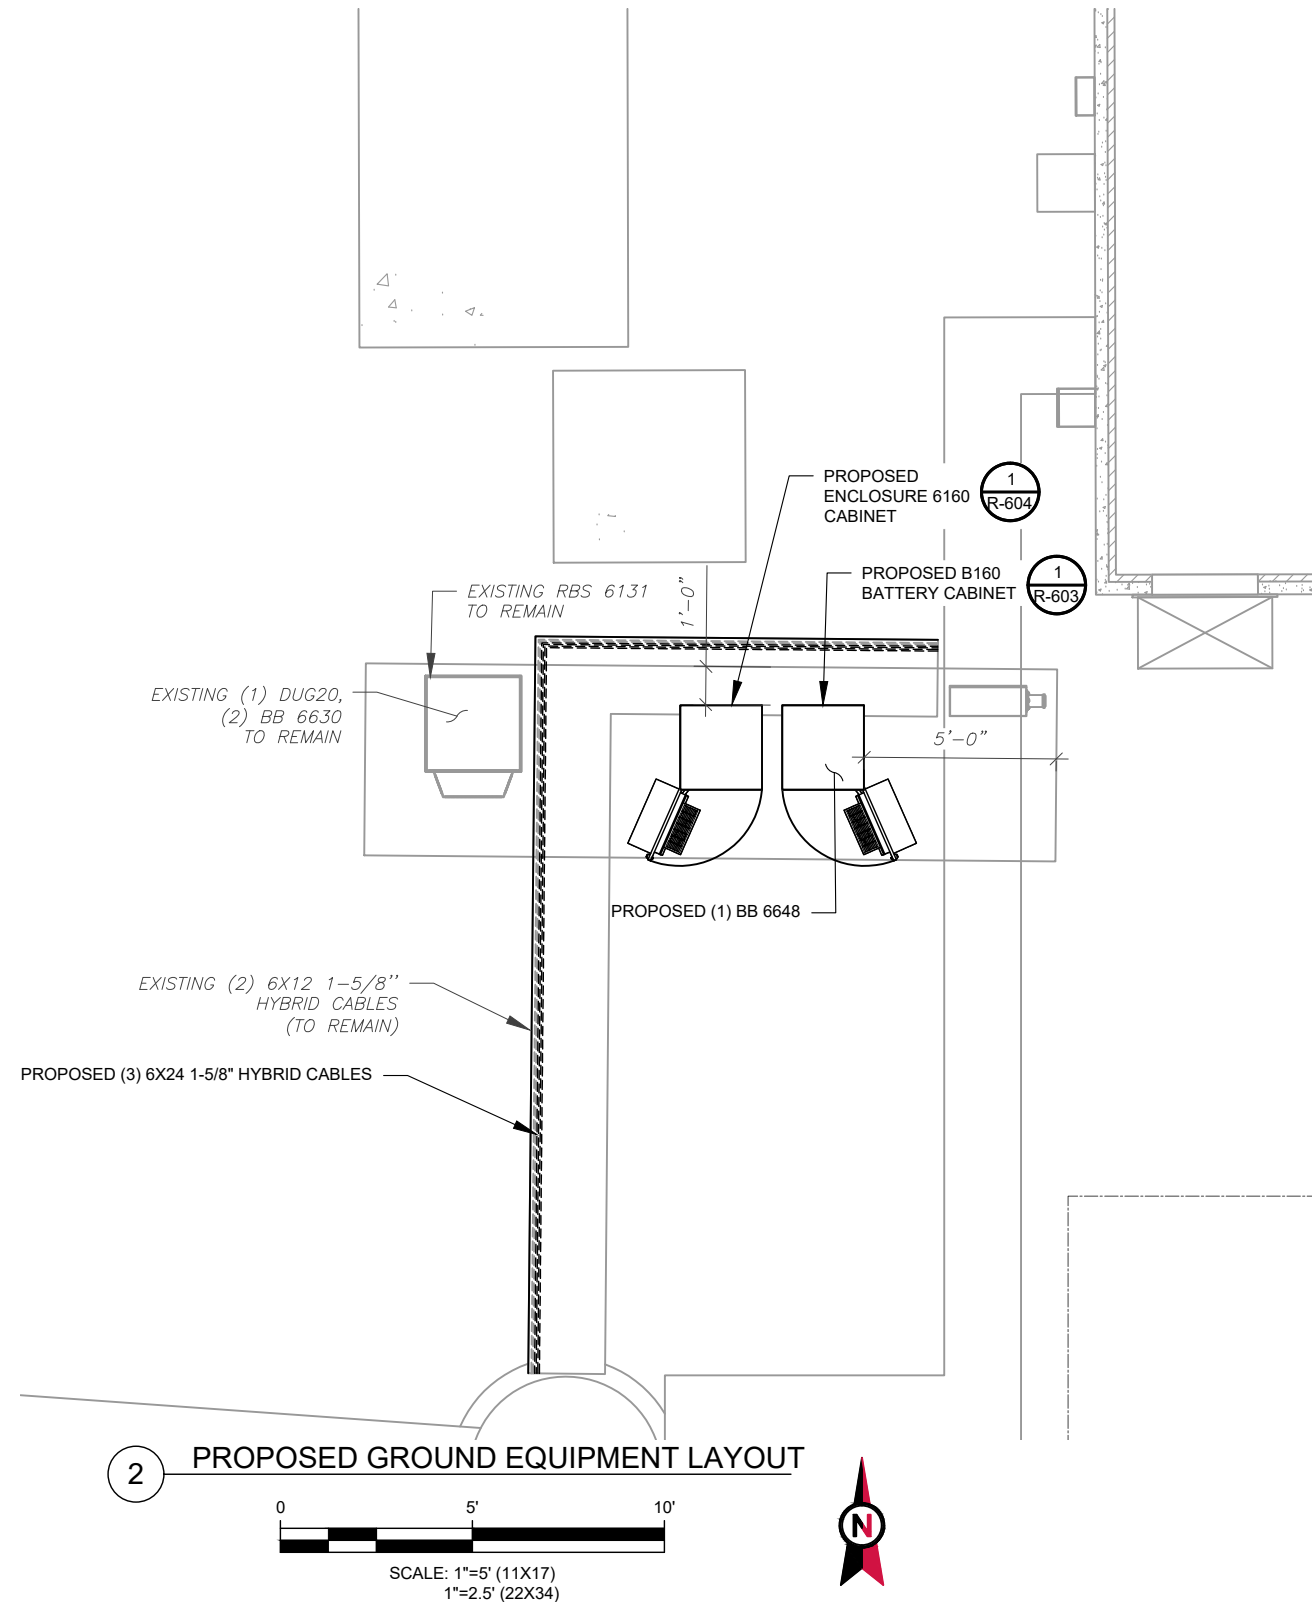 PROPOSED
ENCLOSURE 6160
CABINET
1
R-604
PROPOSED B160
BATTERY CABINET
1
R-603
EXISTING RBS 6131
TO REMAIN
1'-0"
EXISTING (1) DUG20,
(2) BB 6630
TO REMAIN
5'-0"
PROPOSED (1) BB 6648
EXISTING (2) 6X12 1-5/8''
HYBRID CABLES
(TO REMAIN)
PROPOSED (3) 6X24 1-5/8" HYBRID CABLES
2
PROPOSED GROUND EQUIPMENT LAYOUT
0 5' 10'
SCALE: 1"=5' (11X17)
1"=2.5' (22X34)
N